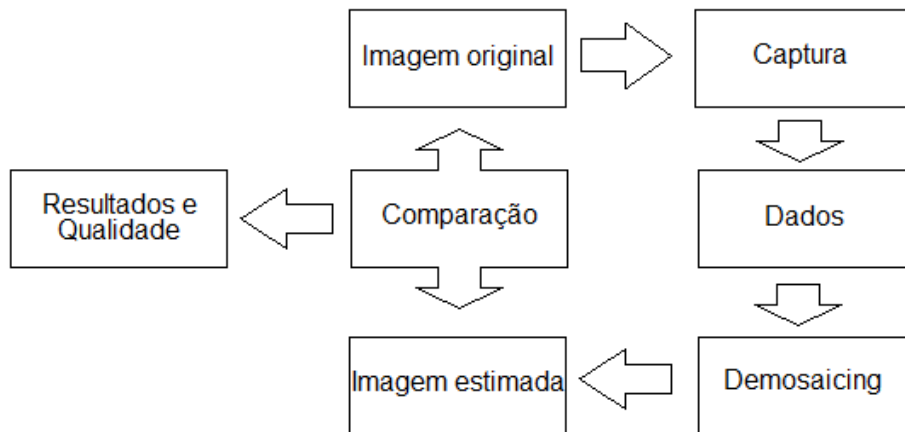 Imagem original
Captura
Resultados e
Qualidade
Comparação
Dados
Imagem estimada
Demosaicing